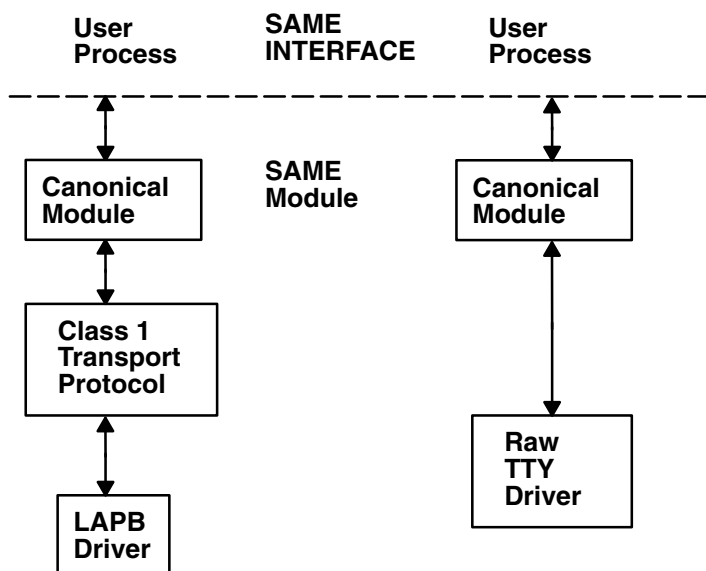 User
Process
SAME
INTERFACE
User
Process
Canonical
Module
SAME
Module
Canonical
Module
Class 1
Transport
Protocol
Raw
TTY
Driver
LAPB
Driver